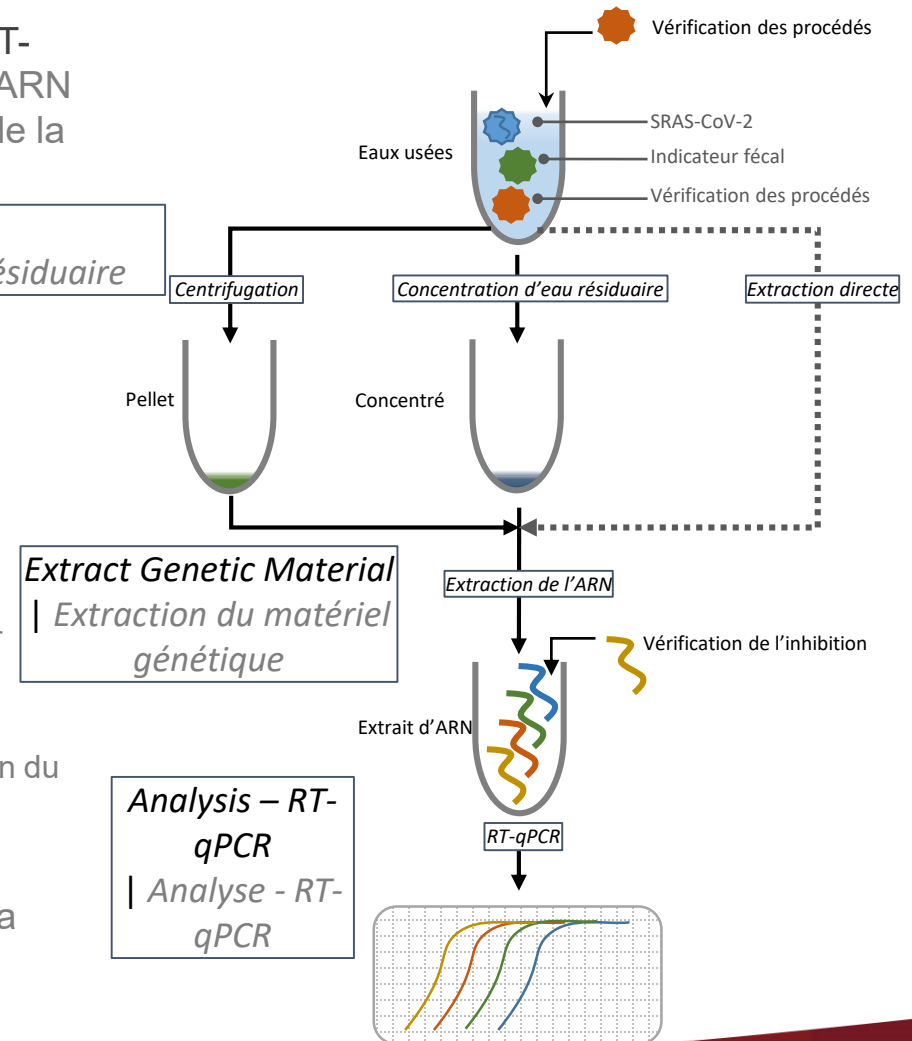 T-
ARN
de la
Vérification des procédés
Eaux usées
SRAS-CoV-2
Indicateur fécal
Vérification des procédés
ésiduaire
Centrifugation
Concentration d'eau résiduaire
Extraction directe
Pellet
Concentré
Extract Genetic Material
| Extraction du matériel
génétique
Extraction de l'ARN
Vérification de l'inhibition
Extrait d'ARN
n du
Analysis – RT-
qPCR
| Analyse - RT-
qPCR
RT-qPCR
a